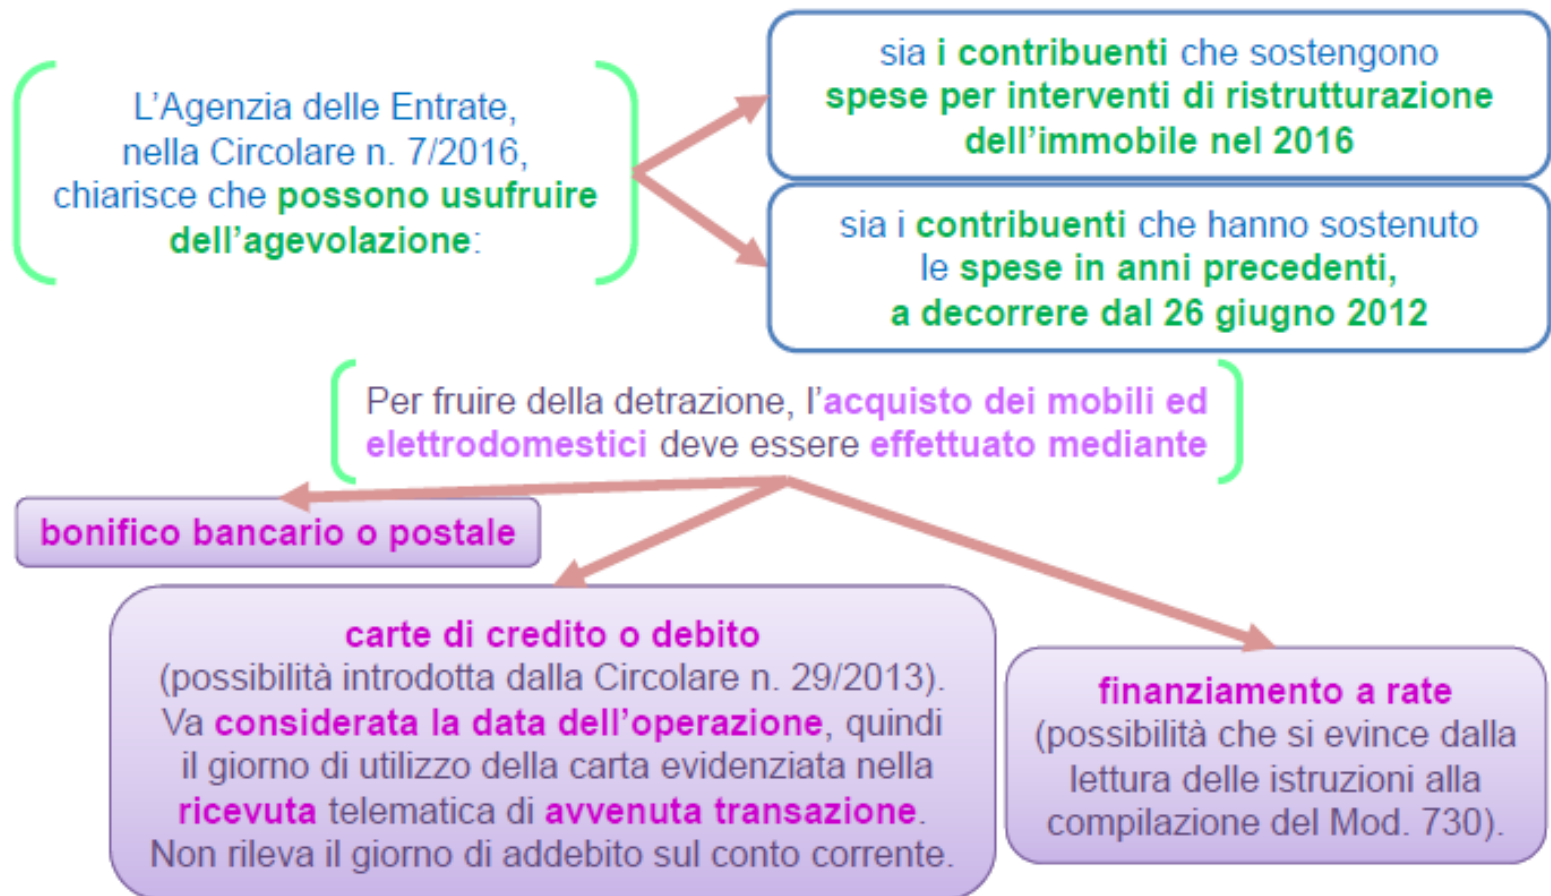 L'Agenzia delle Entrate,
nella Circolare n. 7/2016,
chiarisce che possono usufruire
dell'agevolazione:
sia i contribuenti che sostengono
spese per interventi di ristrutturazione
dell'immobile nel 2016
sia i contribuenti che hanno sostenuto
le spese in anni precedenti,
a decorrere dal 26 giugno 2012
Per fruire della detrazione, l'acquisto dei mobili ed
elettrodomestici deve essere effettuato mediante
bonifico bancario o postale
carte di credito o debito
(possibilità introdotta dalla Circolare n. 29/2013).
Va considerata la data dell'operazione, quindi
il giorno di utilizzo della carta evidenziata nella
ricevuta telematica di avvenuta transazione.
Non rileva il giorno di addebito sul conto corrente.
finanziamento a rate
(possibilità che si evince dalla
lettura delle istruzioni alla
compilazione del Mod. 730).